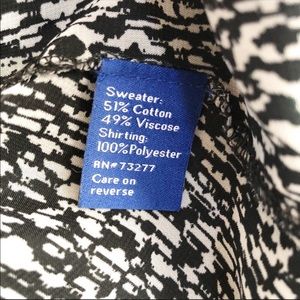 Sweater:
51% Cotton
49% Viscose
Shirting:
100%Polyester
RN#73277
Care on
reverse